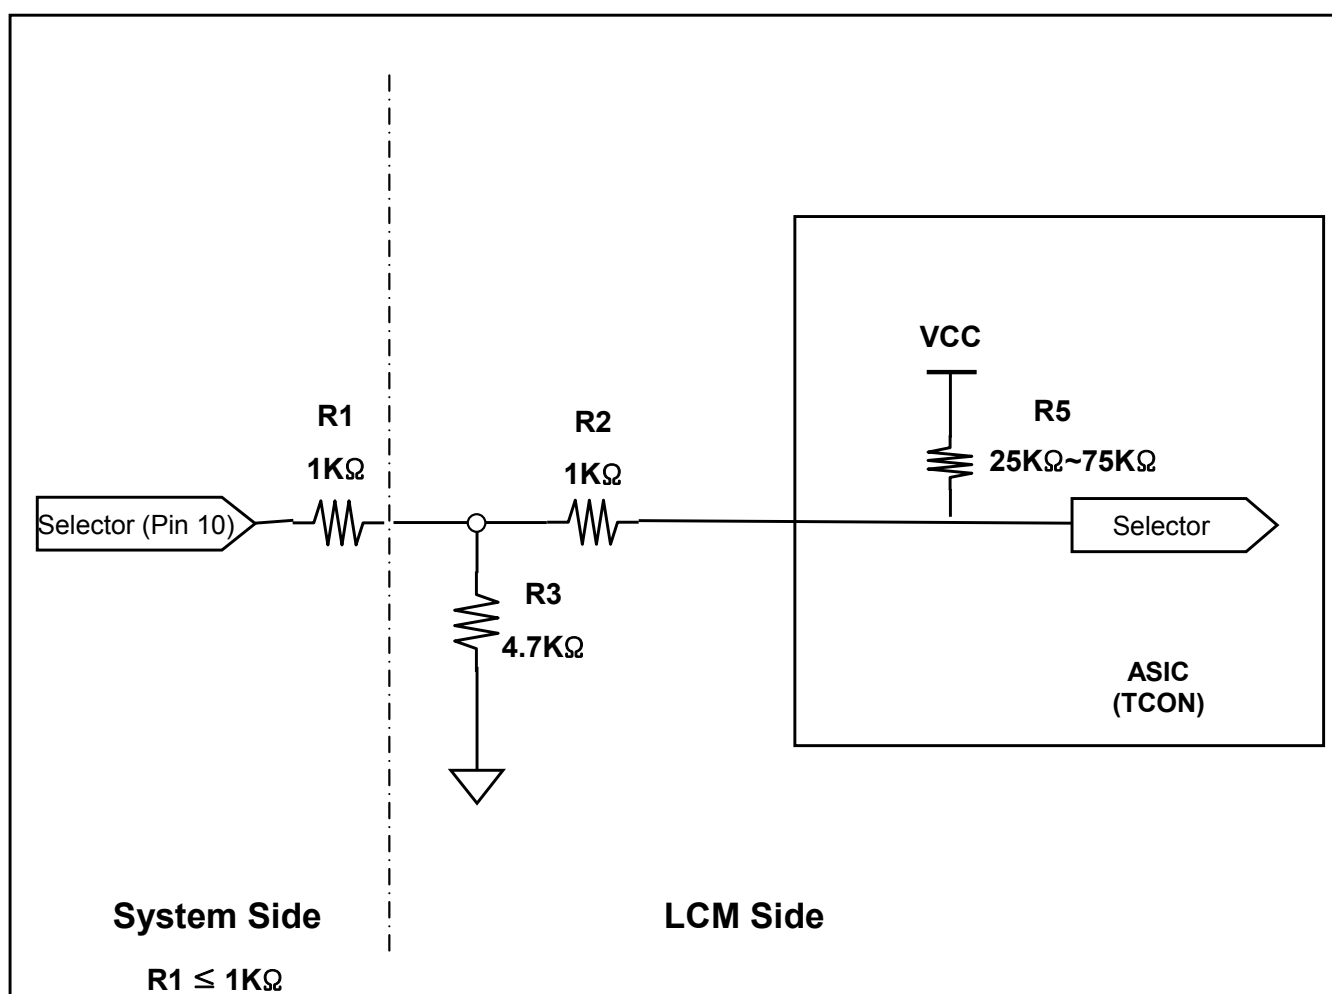 VCC
R5
25KΩ~75KΩ
R1
1KΩ
R2
1KΩ
Selector (Pin 10)
Selector
R3
4.7KΩ
ASIC
(TCON)
System Side
LCM Side
R1 ≤ 1KΩ